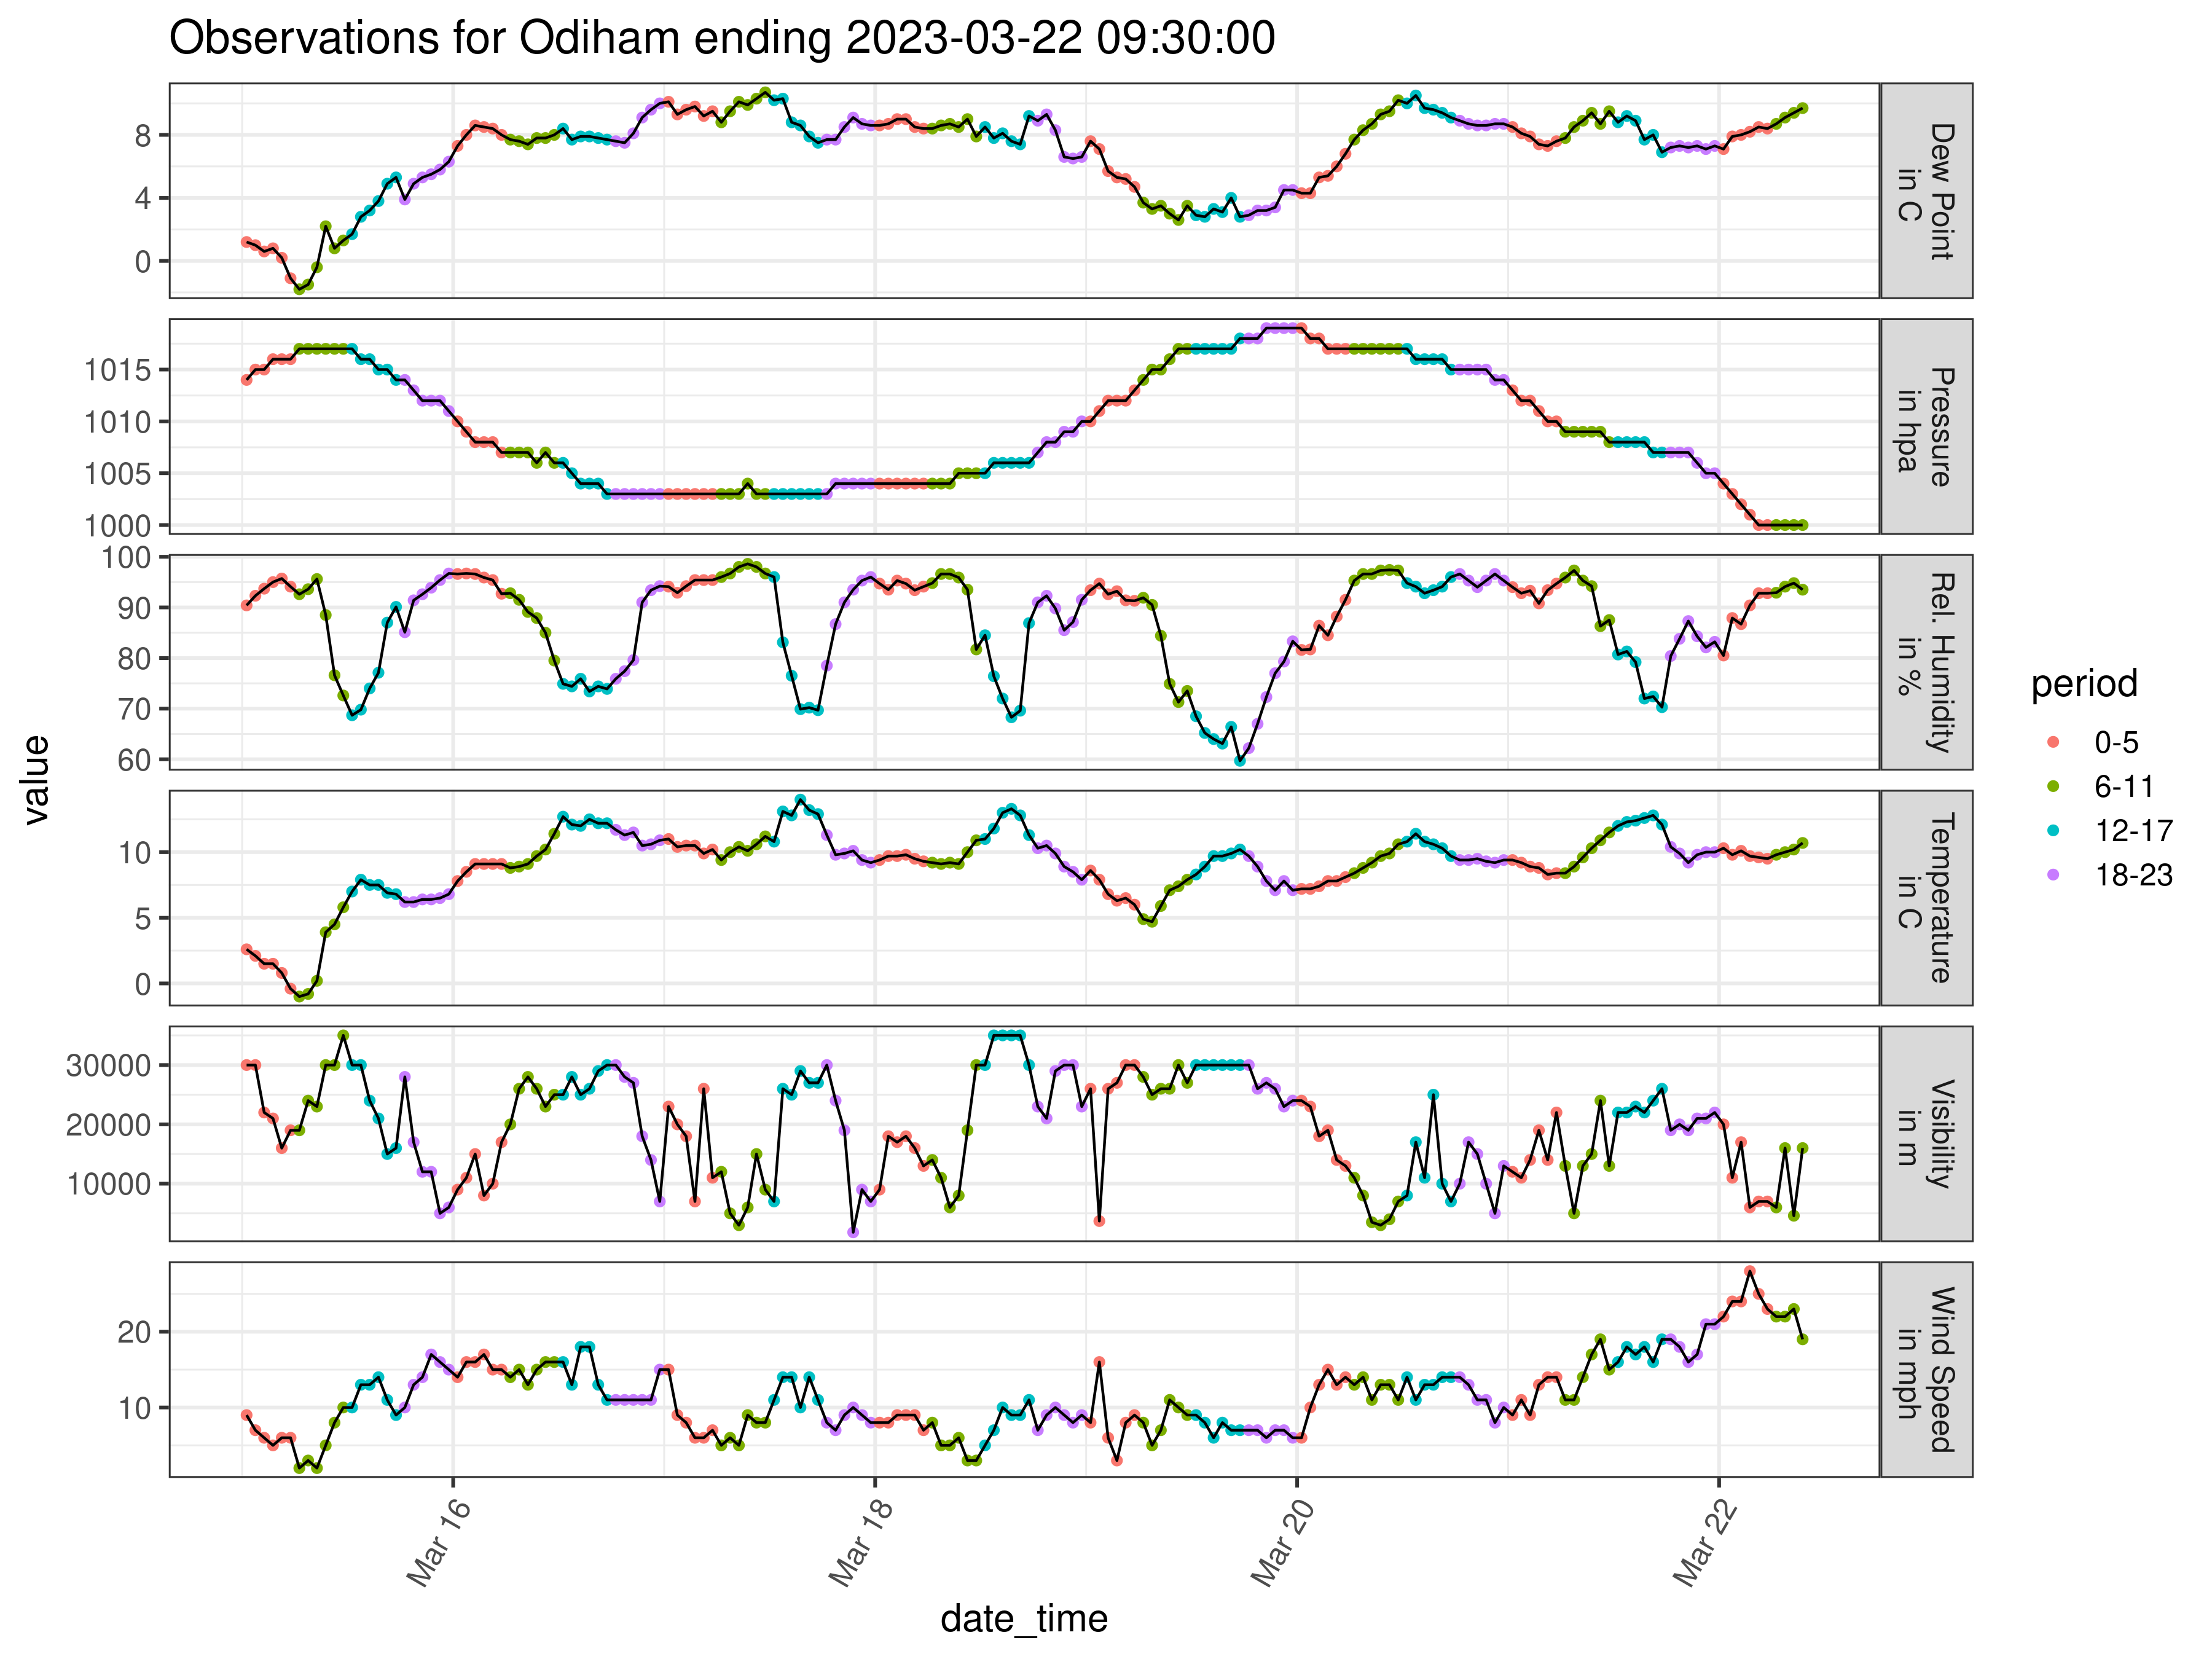 Observations for Odiham ending 2023-03-22 09:30:00
value
8
4
0
Dew Point
in C
1015
1010
1005
1000
Pressure
in hpa
100
90
80
70
60
Rel. Humidity
in %
10
5
0
Temperature
in C
30000
20000
10000
Visibility
in m
20
10
Wind Speed
in mph
Mar 16
Mar 18
Mar 20
Mar 22
date_time
period
0-5
6-11
12-17
18-23